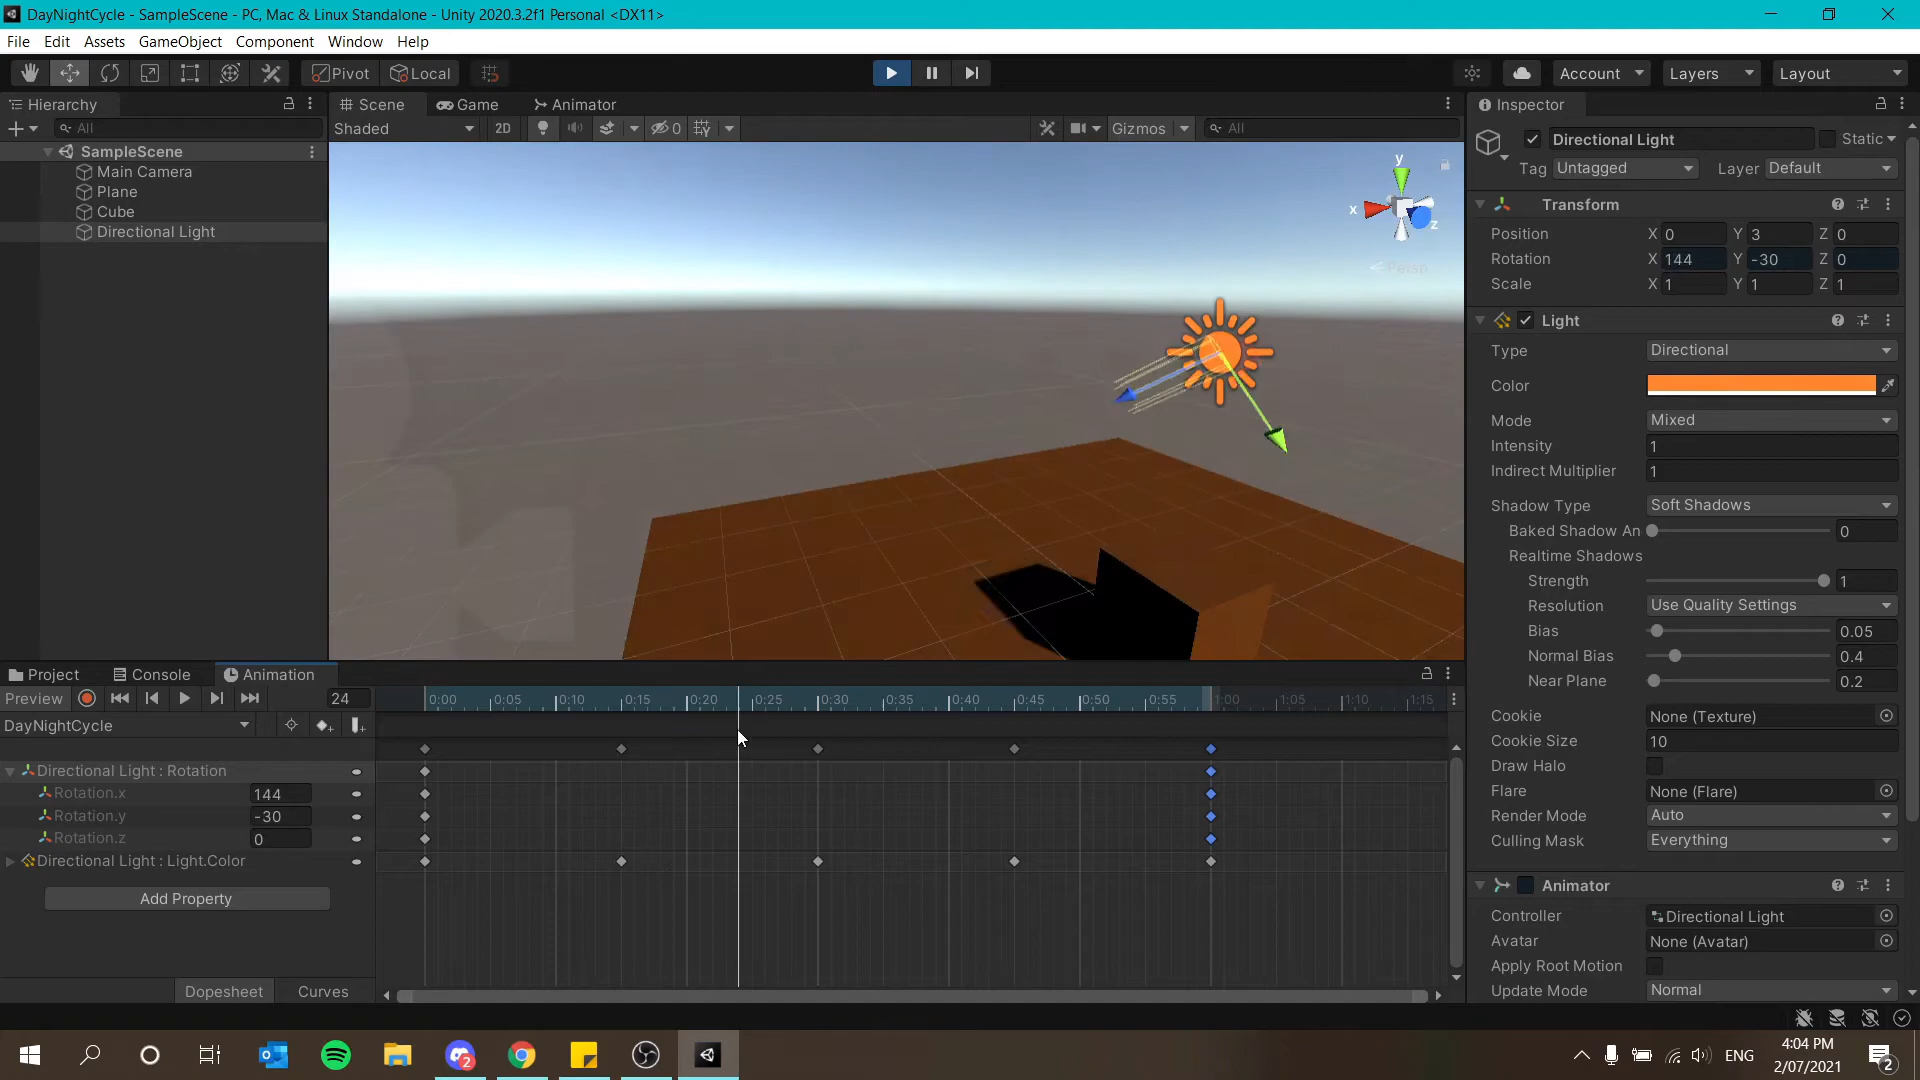 DayNightCycle - SampleScene - PC, Mac & Linux Standalone - Unity 2020.3.2f1 Personal <DX11>
File Edit Assets GameObject Component Window Help
Pivot Local Account Layers Layout
Hierarchy
All
SampleScene
Main Camera
Plane
Cube
Directional Light
Scene Game Animator
Shaded 2D 0 Gizmos All
y
x
z
Persp
Inspector
Directional Light Static
Tag Untagged Layer Default
Transform
Position X 0 Y 3 Z 0
Rotation X 144 Y -30 Z 0
Scale X 1 Y 1 Z 1
Light
Type Directional
Color
Mode Mixed
Intensity 1
Indirect Multiplier 1
Shadow Type Soft Shadows
Baked Shadow An 0
Realtime Shadows
Strength 1
Resolution Use Quality Settings
Bias 0.05
Normal Bias 0.4
Near Plane 0.2
Cookie None (Texture)
Cookie Size 10
Draw Halo
Flare None (Flare)
Render Mode Auto
Culling Mask Everything
Animator
Controller Directional Light
Avatar None (Avatar)
Apply Root Motion
Update Mode Normal
Project Console Animation
Preview 24 0:00 0:05 0:10 0:15 0:20 0:25 0:30 0:35 0:40 0:45 0:50 0:55 1:00 1:05 1:10 1:15
DayNightCycle
Directional Light : Rotation
Rotation.x 144
Rotation.y -30
Rotation.z 0
Directional Light : Light.Color
Add Property
Dopesheet Curves
2
ENG
4:04 PM
2/07/2021
2